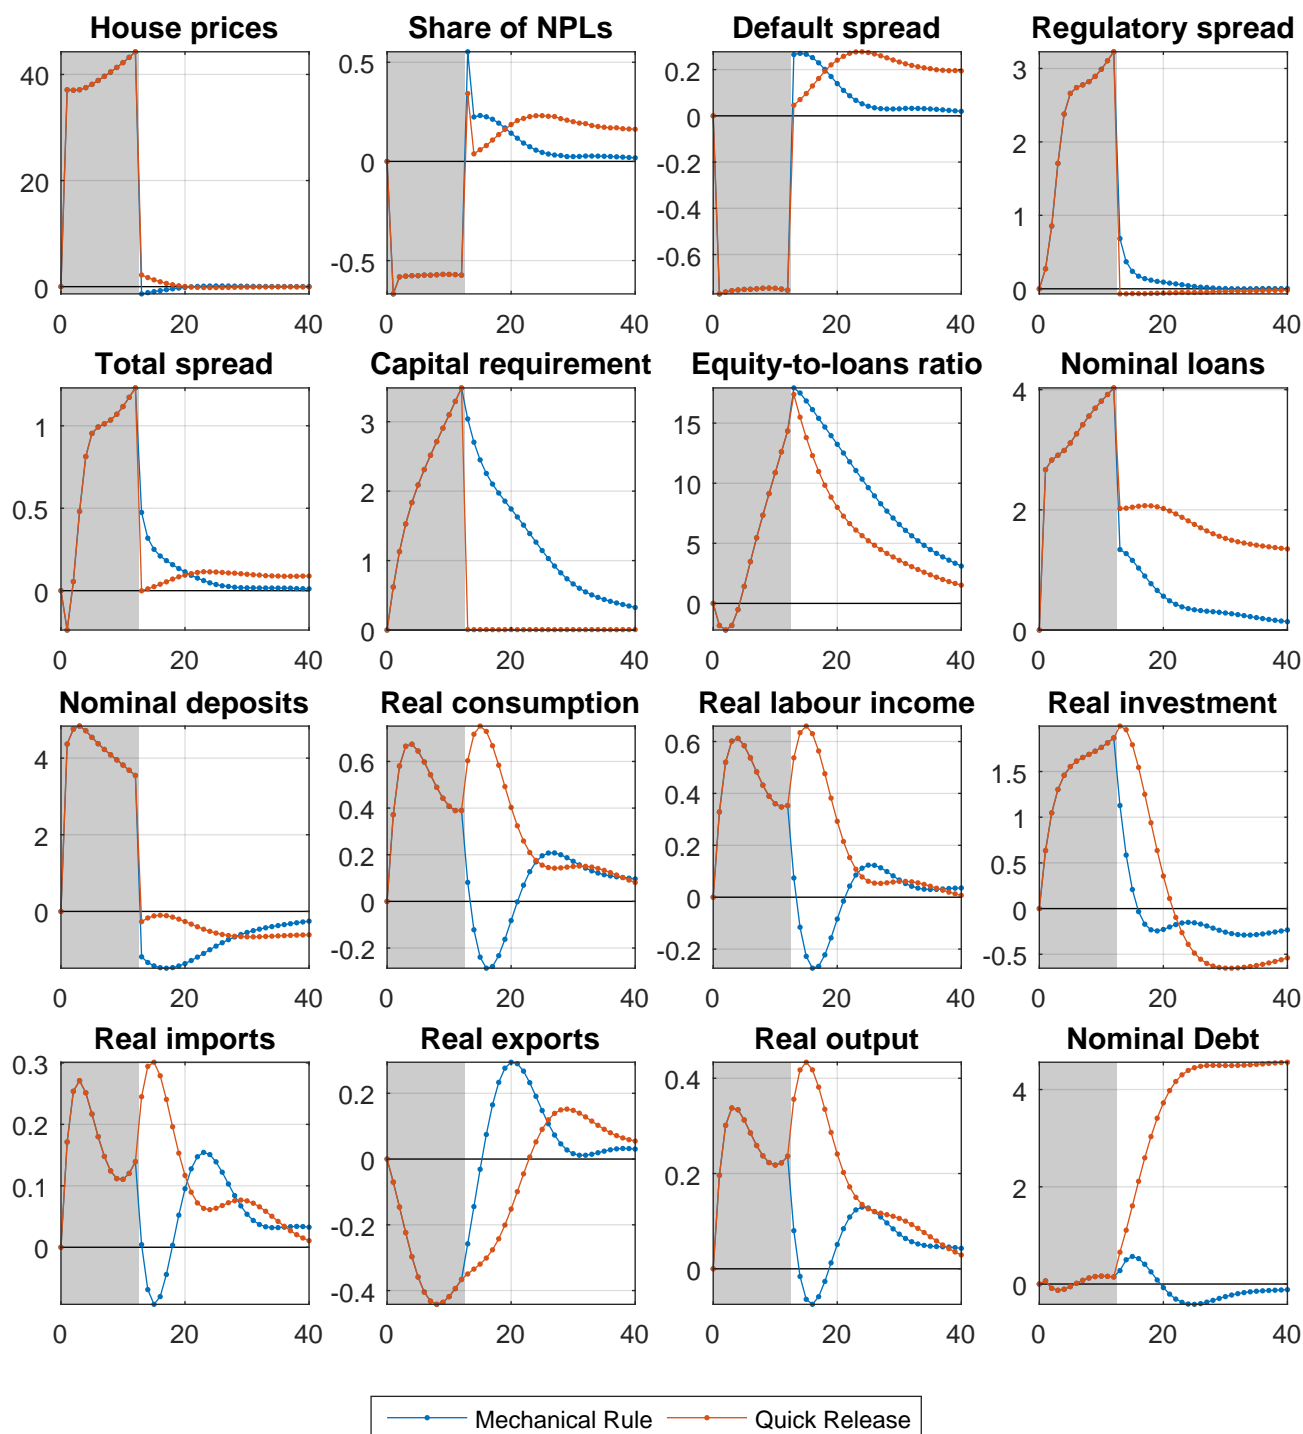 House prices Share of NPLs Default spread Regulatory spread
40 0.5 0.2 3
20 0 0 2
0 -0.5 -0.2 1
-0.4 0
-0.6
0 20 40 0 20 40 0 20 40 0 20 40
Total spread Capital requirement Equity-to-loans ratio Nominal loans
1 3 15 4
0.5 2 10 2
0 1 5 0
0 0
0 20 40 0 20 40 0 20 40 0 20 40
Nominal deposits Real consumption Real labour income Real investment
4 0.6 0.6 1.5
2 0.4 0.4 0.5
0 0.2 0.2 0
0 0 -0.5
-0.2 -0.2
0 20 40 0 20 40 0 20 40 0 20 40
Real imports Real exports Real output Nominal Debt
0.3 0.2 0.4 4
0.2 0 0.2 2
0.1 -0.2 0 0
0 -0.4
0 20 40 0 20 40 0 20 40 0 20 40
Mechanical Rule Quick Release